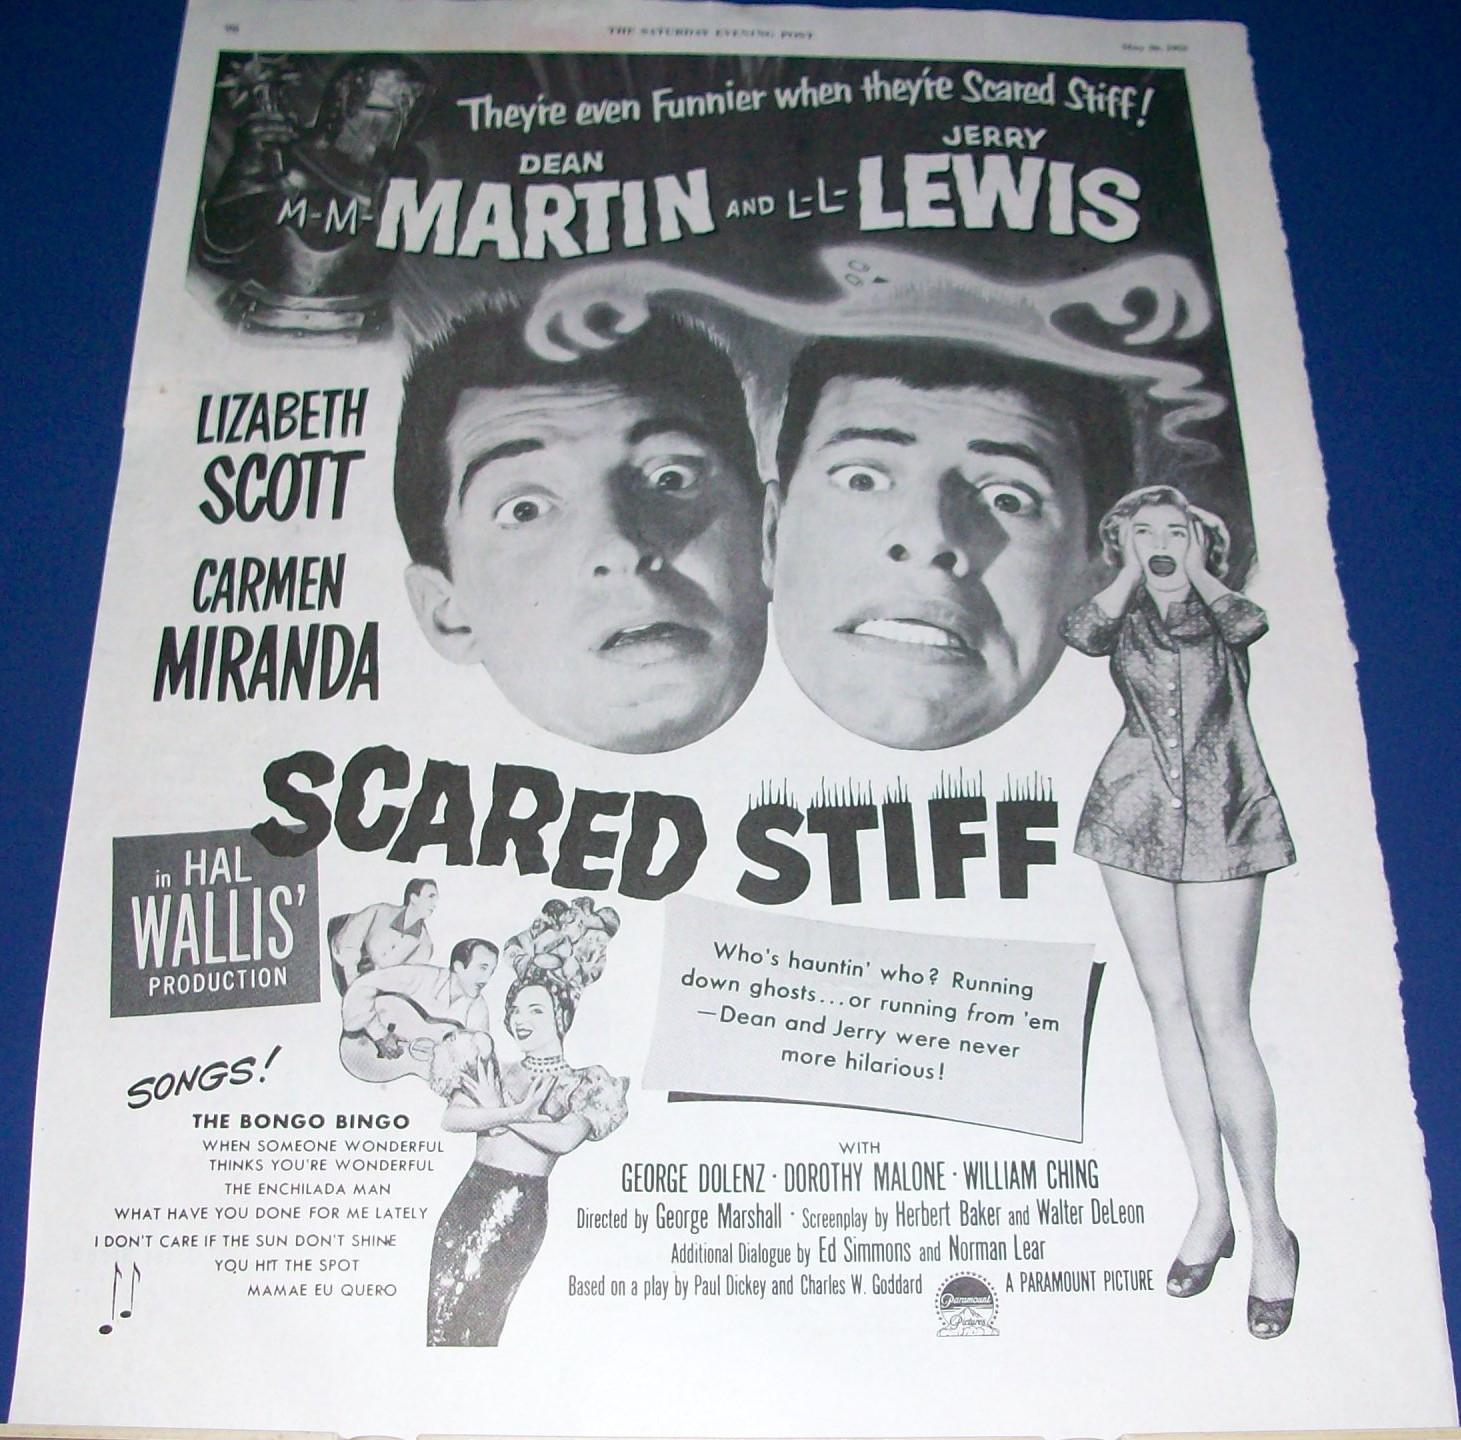 THE SATURDAY EVENING POST
They're even Funnier when they're Scared Stiff!
DEAN
M-M-MARTIN AND
JERRY
L-L-LEWIS
LIZABETH
SCOTT
CARMEN
MIRANDA
SCARED STIFF
in HAL
WALLIS'
PRODUCTION
Who's hauntin' who? Running
down ghosts...or running from 'em
—Dean and Jerry were never
more hilarious!
SONGS!
THE BONGO BINGO
WHEN SOMEONE WONDERFUL
THINKS YOU'RE WONDERFUL
THE ENCHILADA MAN
WHAT HAVE YOU DONE FOR ME LATELY
I DON'T CARE IF THE SUN DON'T SHINE
YOU HIT THE SPOT
MAMAE EU QUERO
WITH
GEORGE DOLENZ · DOROTHY MALONE · WILLIAM CHING
Directed by George Marshall · Screenplay by Herbert Baker and Walter DeLeon
Additional Dialogue by Ed Simmons and Norman Lear
Based on a play by Paul Dickey and Charles W. Goddard
Paramount
Pictures
A PARAMOUNT PICTURE